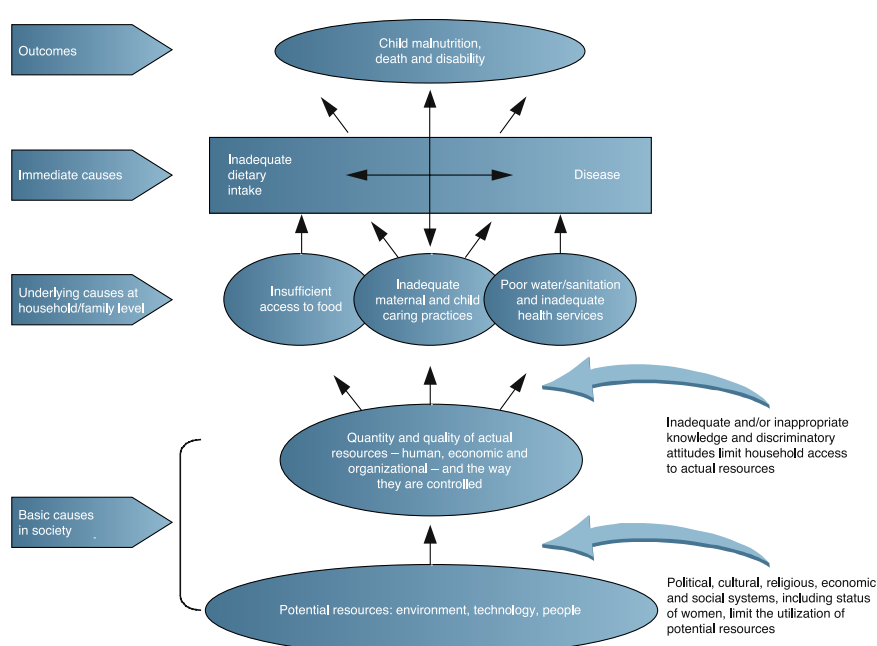 Outcomes
Child malnutrition,
death and disability
Immediate causes
Inadequate
dietary
intake
Disease
Underlying causes at
household/family level
Insufficient
access to food
Inadequate
maternal and child
caring practices
Poor water/sanitation
and inadequate
health services
Inadequate and/or inappropriate
knowledge and discriminatory
attitudes limit household access
to actual resources
Quantity and quality of actual
resources – human, economic and
organizational – and the way
they are controlled
Basic causes
in society
Potential resources: environment, technology, people
Political, cultural, religious, economic
and social systems, including status
of women, limit the utilization of
potential resources